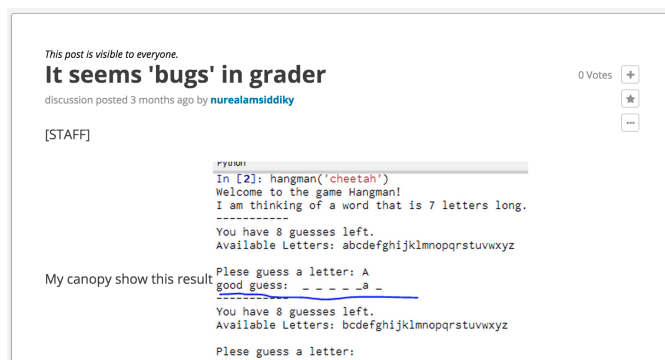 This post is visible to everyone.
It seems 'bugs' in grader
0 Votes
discussion posted 3 months ago by nurealamsiddiky
[STAFF]
Python
In [2]: hangman('cheetah')
Welcome to the game Hangman!
I am thinking of a word that is 7 letters long.
-----------
You have 8 guesses left.
Available Letters: abcdefghijklmnopqrstuvwxyz
Plese guess a letter: A
My canopy show this result
good guess: _ _ _ _ _a _
-----------
You have 8 guesses left.
Available Letters: bcdefghijklmnopqrstuvwxyz
Plese guess a letter: